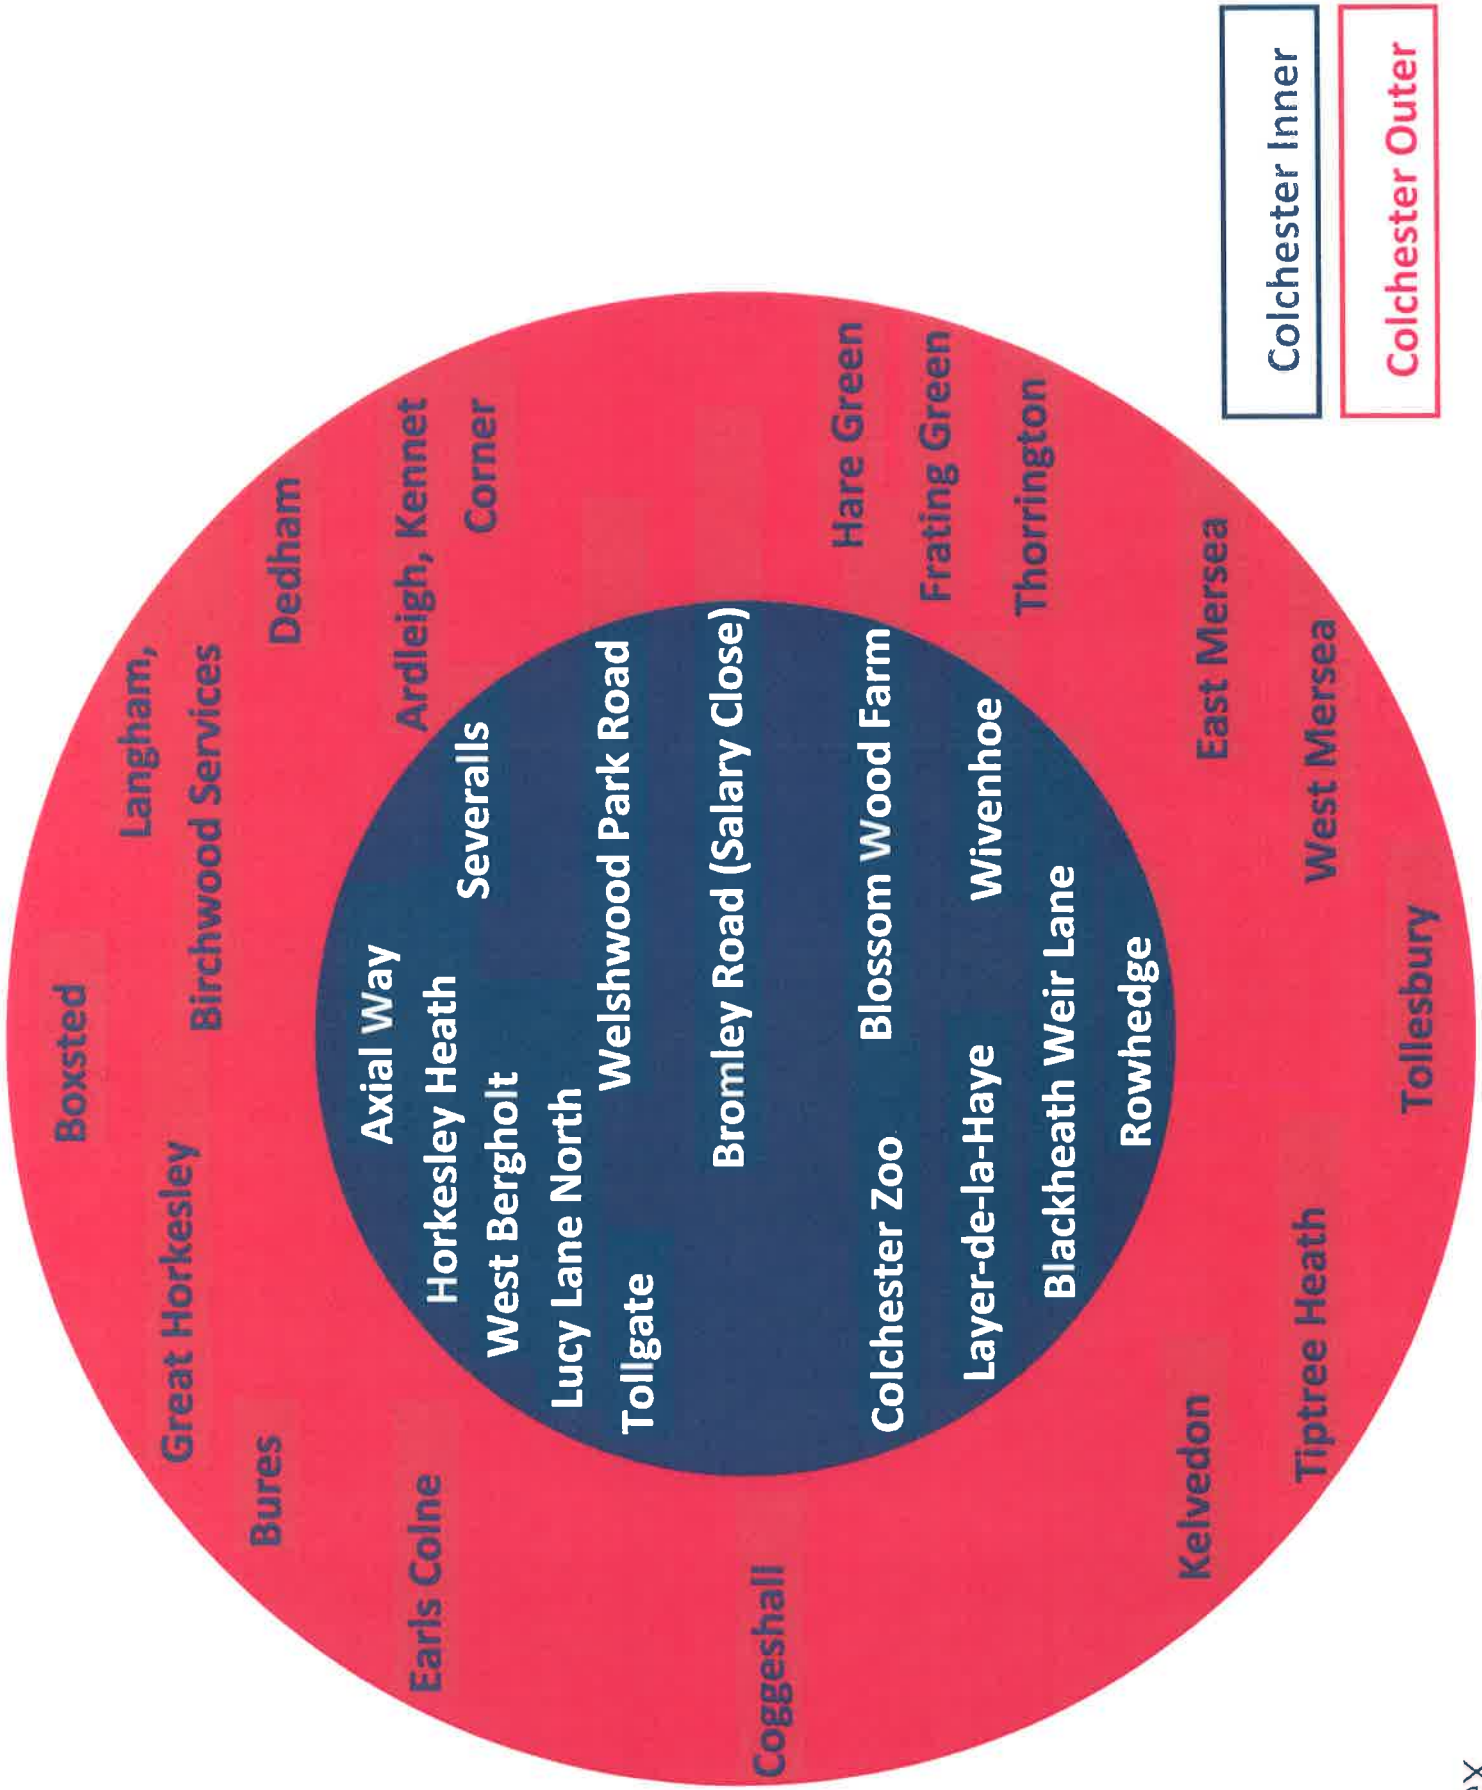 Boxsted
Langham,
Birchwood Services
Great Horkesley
Dedham
Bures
Ardleigh, Kennet
Corner
Earls Colne
Axial Way
Horkesley Heath
Severalls
West Bergholt
Lucy Lane North
Welshwood Park Road
Tollgate
Bromley Road (Salary Close)
Coggeshall
Hare Green
Blossom Wood Farm
Colchester Zoo
Frating Green
Wivenhoe
Layer-de-la-Haye
Thorrington
Blackheath Weir Lane
Rowhedge
East Mersea
Kelvedon
West Mersea
Tiptree Heath
Tollesbury
Colchester Inner
Colchester Outer